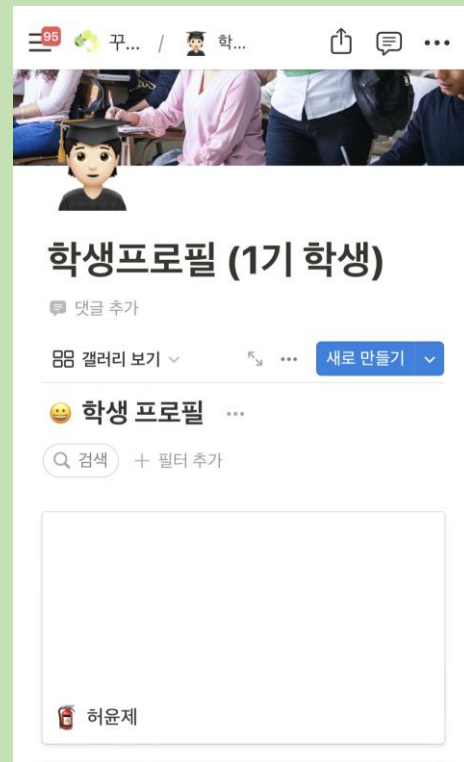 95 꾸... / 학...
학생프로필 (1기 학생)
댓글 추가
갤러리 보기 새로 만들기
학생 프로필
검색 + 필터 추가
허윤제